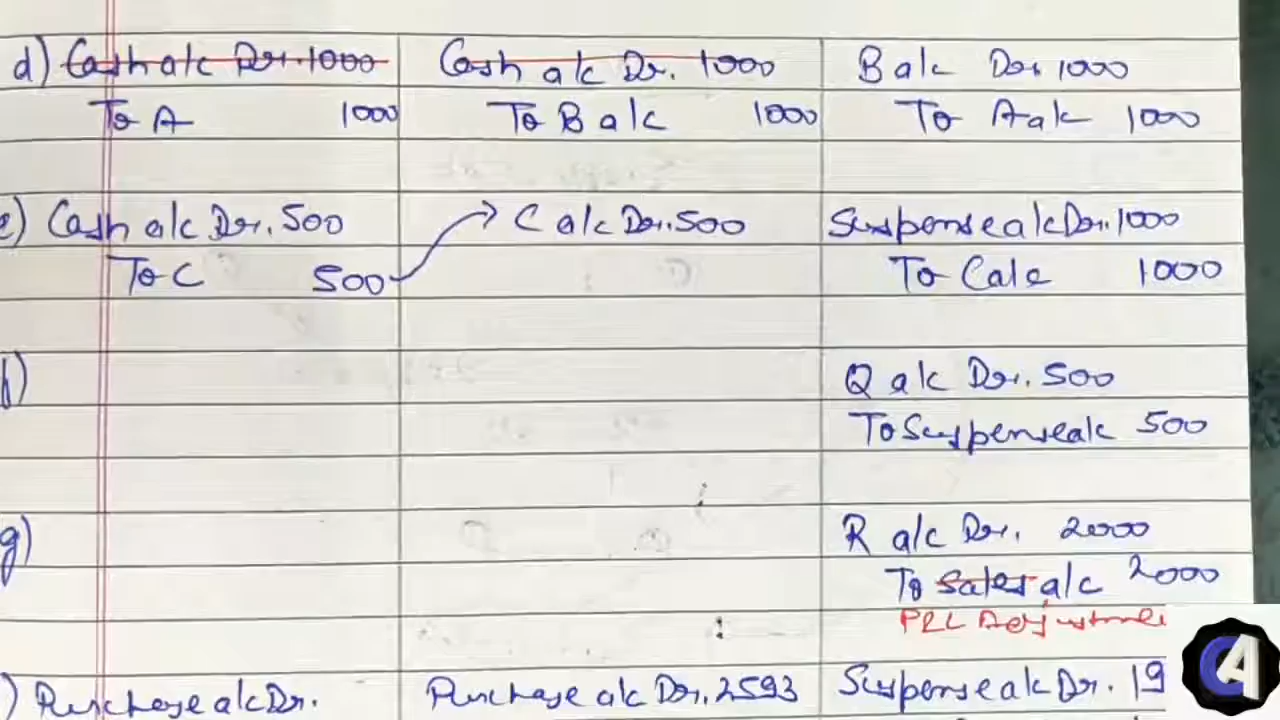 d) Cash a/c Dr. 1000 Cash a/c Dr. 1000 B a/c Dr. 1000
To A 1000 To B a/c 1000 To A a/c 1000
e) Cash a/c Dr. 500 C a/c Dr. 500 Suspense a/c Dr. 1000
To C 500 To C a/c 1000
Q a/c Dr. 500
To Suspense a/c 500
g) R a/c Dr. 2000
To Sales a/c 2000
P&L Adjustme
) Purchase a/c Dr. Purchase a/c Dr. 2593 Suspense a/c Dr. 19
CA